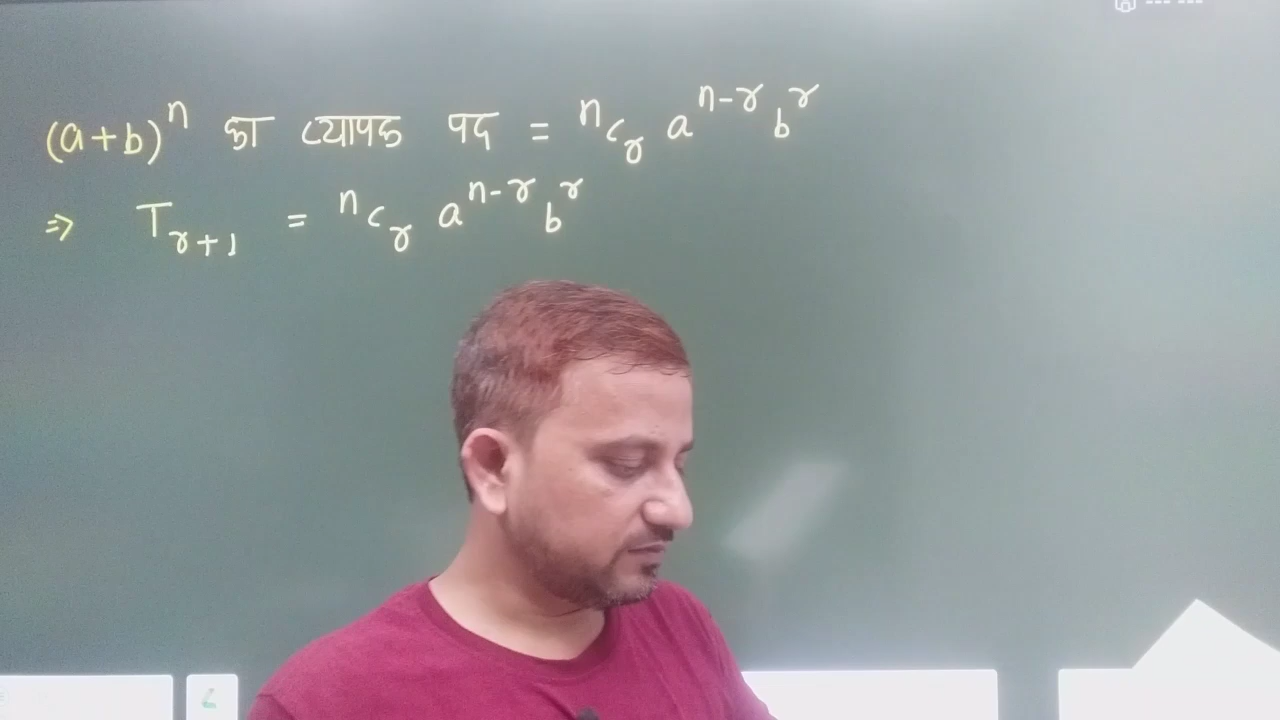 (a+b)^n का व्यापक पद = ^nC_r a^{n-r} b^r
⇒ T_{r+1} = ^nC_r a^{n-r} b^r